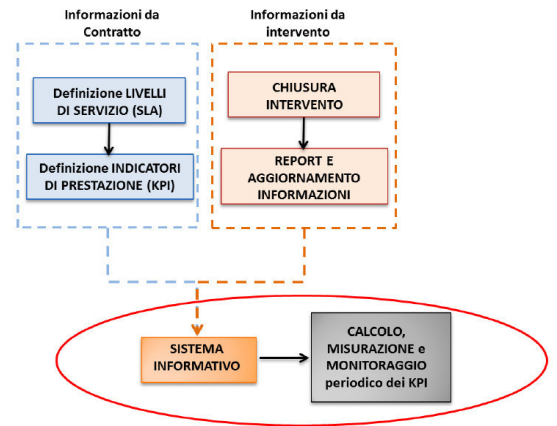 Informazioni da
Contratto
Informazioni da
intervento
Definizione LIVELLI
DI SERVIZIO (SLA)
CHIUSURA
INTERVENTO
Definizione INDICATORI
DI PRESTAZIONE (KPI)
REPORT E
AGGIORNAMENTO
INFORMAZIONI
SISTEMA
INFORMATIVO
CALCOLO,
MISURAZIONE e
MONITORAGGIO
periodico dei KPI